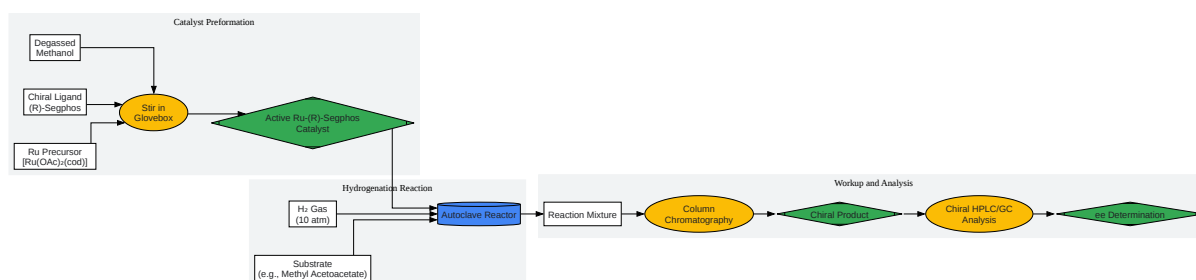 Catalyst Preformation
Degassed
Methanol
Chiral Ligand
(R)-Segphos
Stir in
Glovebox
Active Ru-(R)-Segphos
Catalyst
Ru Precursor
[Ru(OAc)₂(cod)]
Hydrogenation Reaction
H₂ Gas
(10 atm)
Autoclave Reactor
Substrate
(e.g., Methyl Acetoacetate)
Workup and Analysis
Reaction Mixture
Column
Chromatography
Chiral Product
Chiral HPLC/GC
Analysis
ee Determination